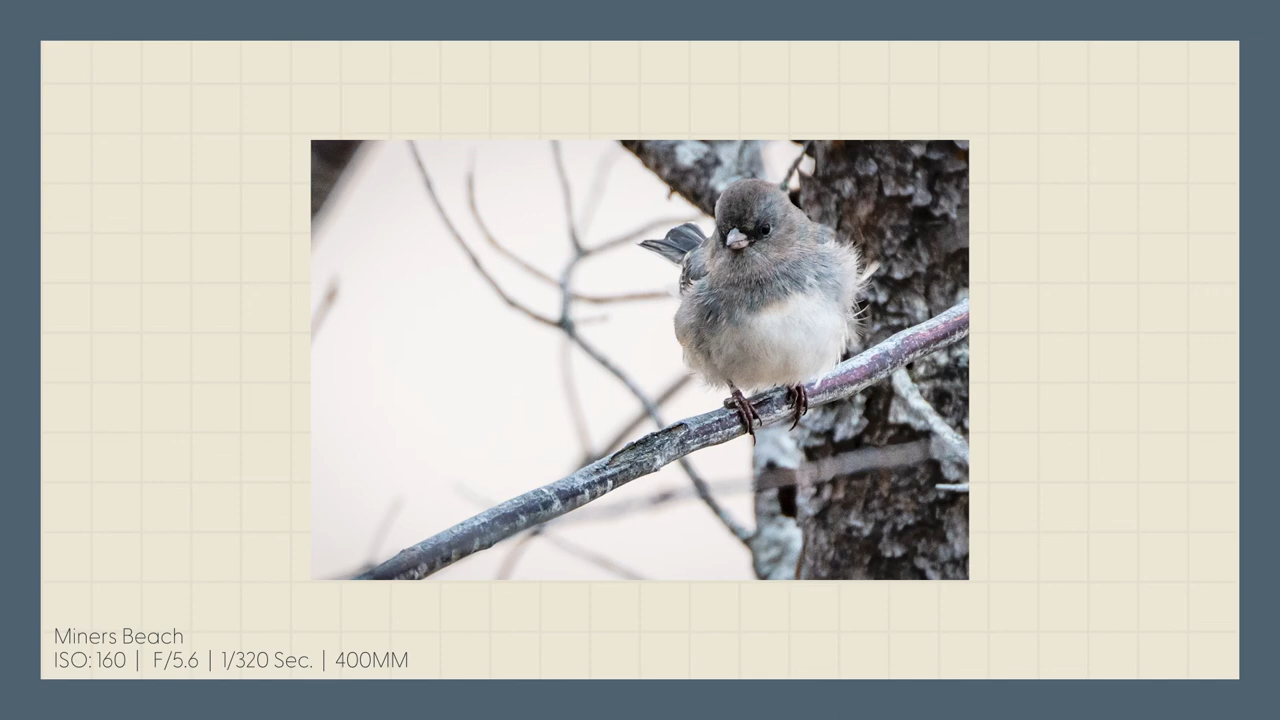 Miners Beach
ISO: 160 | F/5.6 | 1/320 Sec. | 400MM